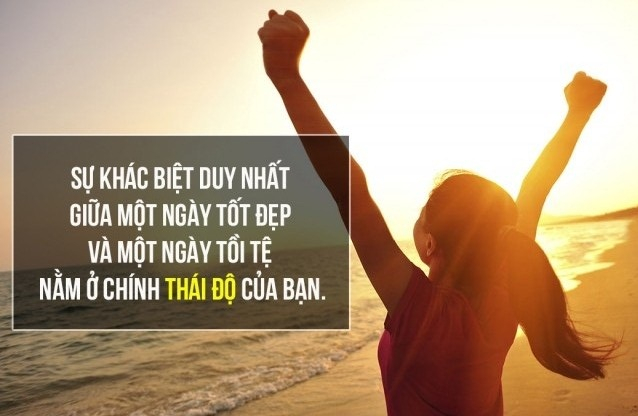 SỰ KHÁC BIỆT DUY NHẤT
GIỮA MỘT NGÀY TỐT ĐẸP
VÀ MỘT NGÀY TỒI TỆ
NẰM Ở CHÍNH THÁI ĐỘ CỦA BẠN.